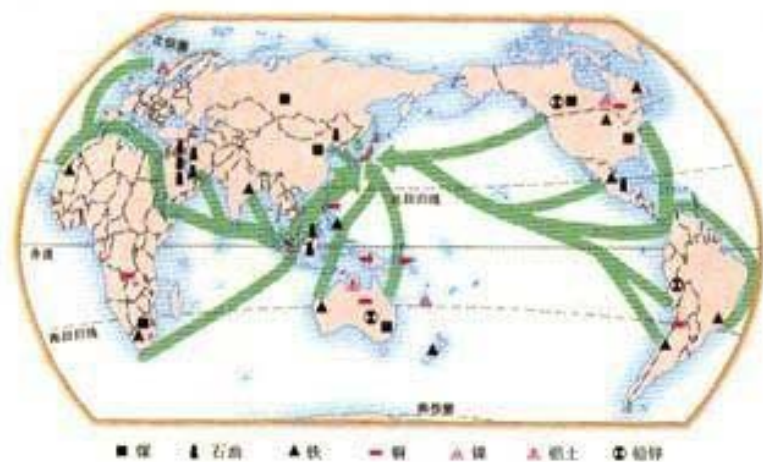 北极圈
北回归线
赤道
南回归线
南极圈
煤 石油 铁 铜 镍 铝土 铅锌